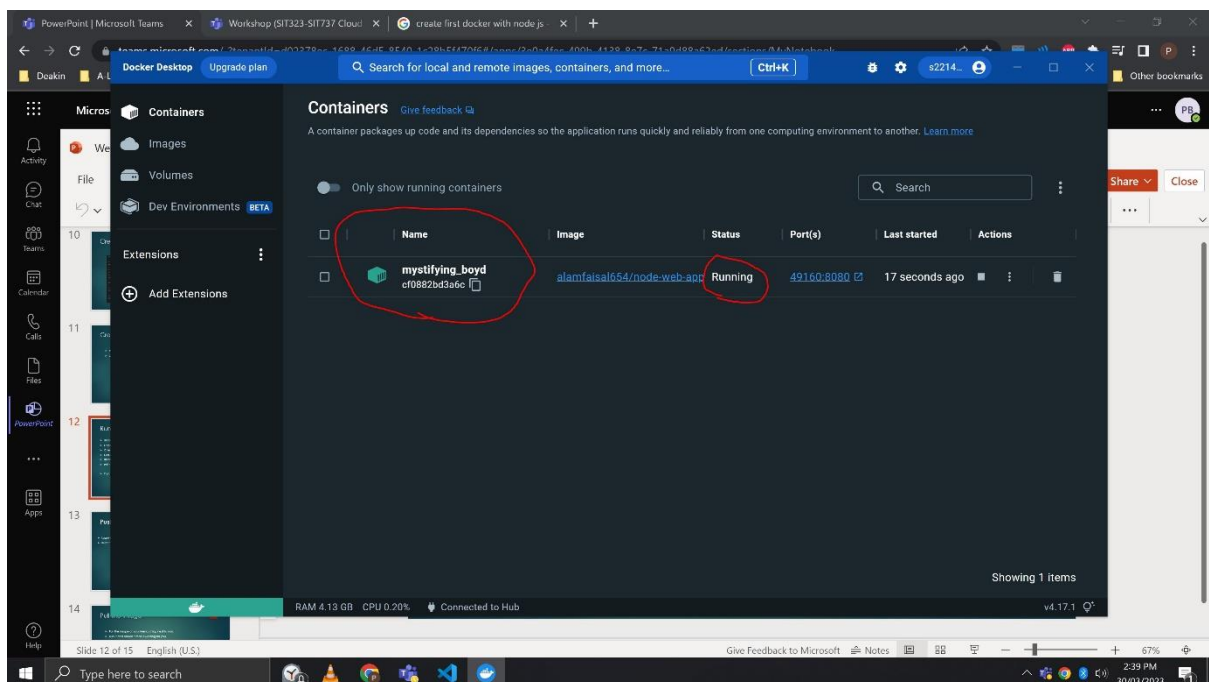 PowerPoint | Microsoft Teams
Workshop (SIT323-SIT737 Cloud
create first docker with node js -
Deakin
Other bookmarks
Docker Desktop Upgrade plan
Search for local and remote images, containers, and more... Ctrl+K
s2214...
Micros
PB
Activity
Chat
Teams
Calendar
Calls
Files
PowerPoint
Apps
Help
We
File
Share Close
10
11
12
13
14
Containers
Images
Volumes
Dev Environments BETA
Extensions
Add Extensions
Containers Give feedback
A container packages up code and its dependencies so the application runs quickly and reliably from one computing environment to another. Learn more
Only show running containers
Search
Name Image Status Port(s) Last started Actions
mystifying_boyd alamfaisal654/node-web-app Running 49160:8080 17 seconds ago
cf0882bd3a6c
Showing 1 items
RAM 4.13 GB CPU 0.20% Connected to Hub v4.17.1
Slide 12 of 15 English (U.S.) Give Feedback to Microsoft Notes 67%
Type here to search
2:39 PM
30/03/2023